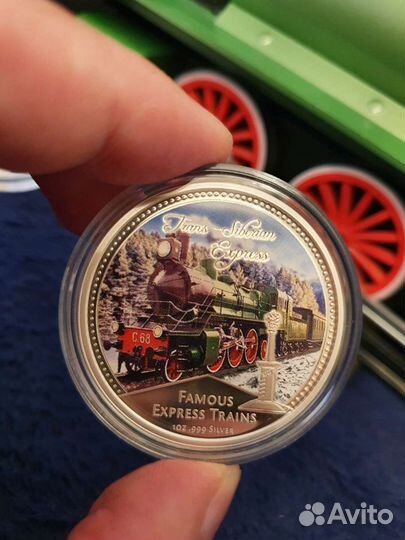 Trans-Siberian
Express
C.68
FAMOUS
EXPRESS TRAINS
1OZ .999 SILVER
Avito